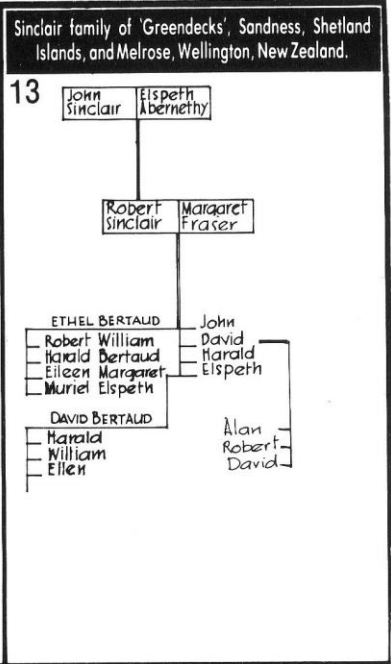 Sinclair family of 'Greendecks', Sandness, Shetland
Islands, and Melrose, Wellington, New Zealand.
13
John Sinclair
Elspeth Abernethy
Robert Sinclair
Margaret Fraser
ETHEL BERTAUD
Robert William
Harald Bertaud
Eileen Margaret
Muriel Elspeth
John
David
Harald
Elspeth
DAVID BERTAUD
Harald
William
Ellen
Alan
Robert
David